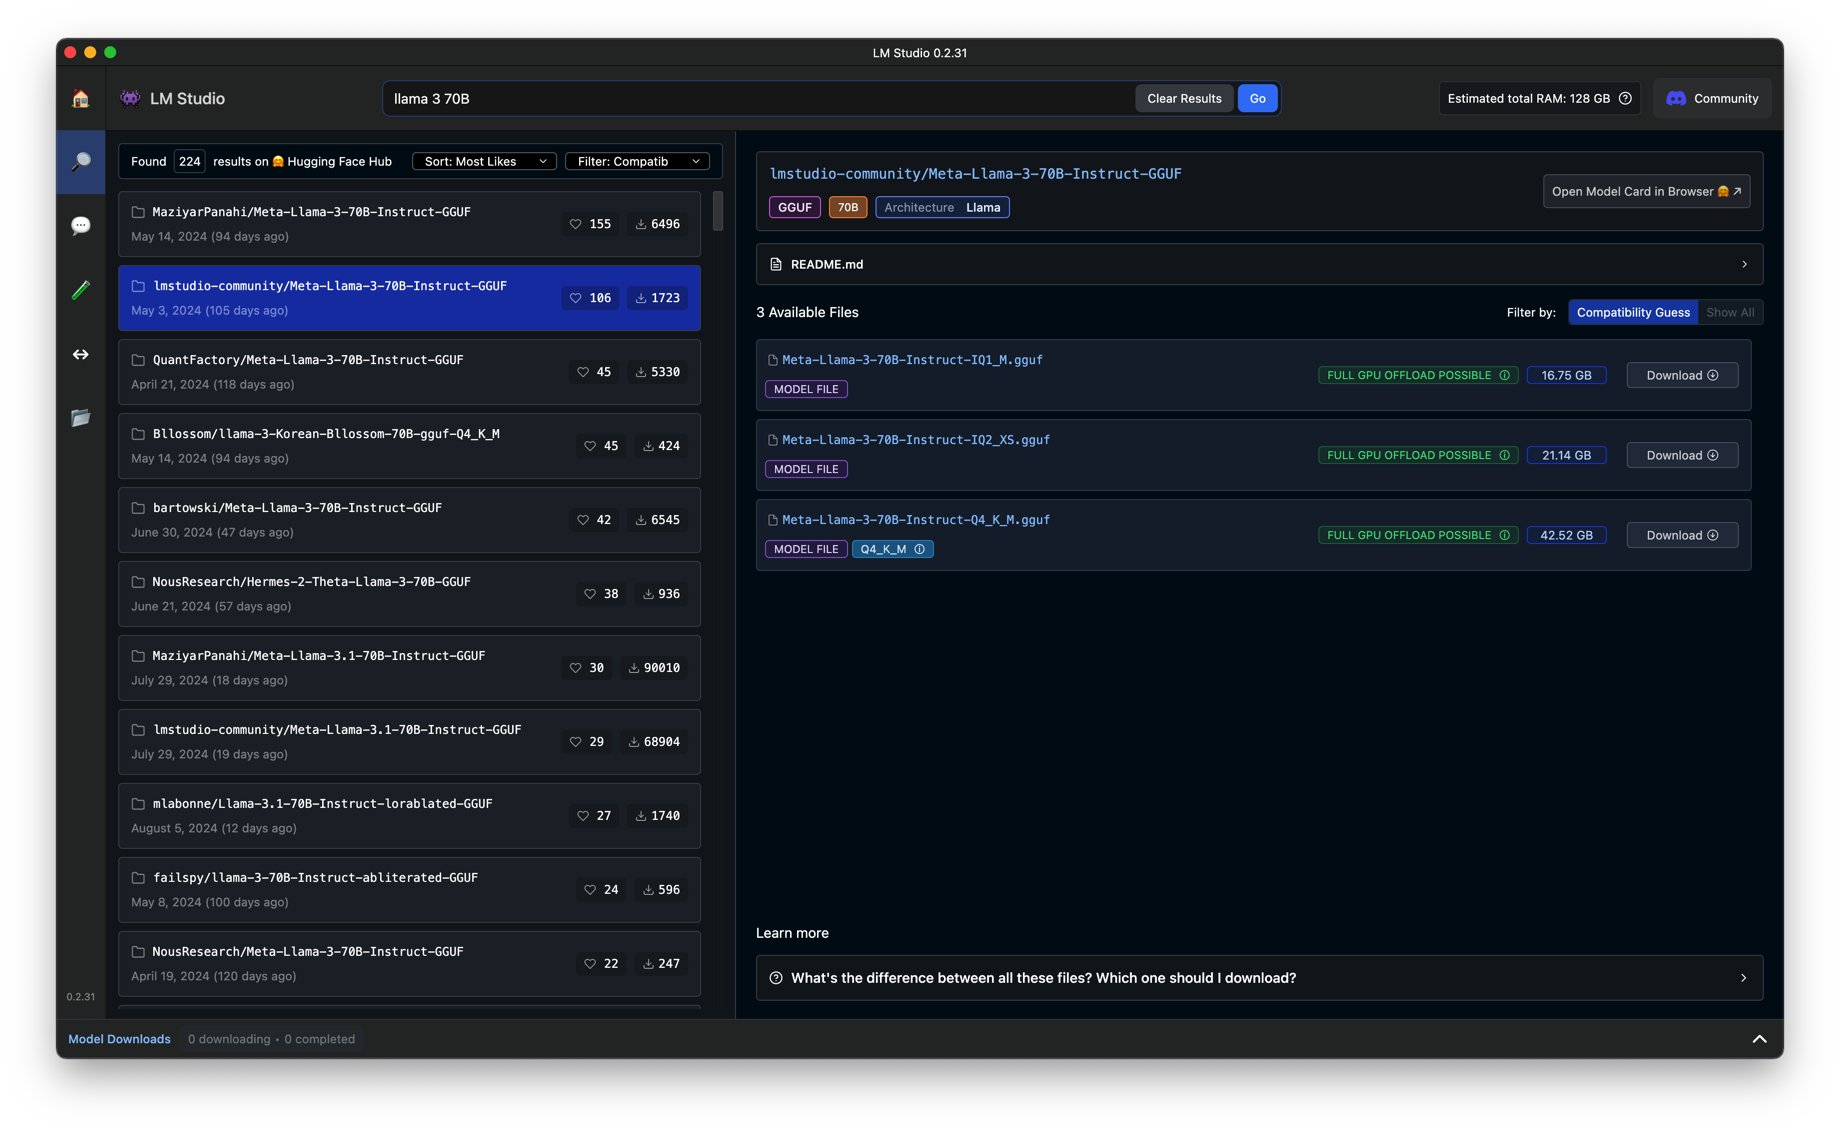 LM Studio 0.2.31
LM Studio
llama 3 70B
Clear Results
Go
Estimated total RAM: 128 GB
Community
Found 224 results on 🤗 Hugging Face Hub
Sort: Most Likes
Filter: Compatib
MaziyarPanahi/Meta-Llama-3-70B-Instruct-GGUF
155
6496
May 14, 2024 (94 days ago)
lmstudio-community/Meta-Llama-3-70B-Instruct-GGUF
106
1723
May 3, 2024 (105 days ago)
QuantFactory/Meta-Llama-3-70B-Instruct-GGUF
45
5330
April 21, 2024 (118 days ago)
Bllossom/llama-3-Korean-Bllossom-70B-gguf-Q4_K_M
45
424
May 14, 2024 (94 days ago)
bartowski/Meta-Llama-3-70B-Instruct-GGUF
42
6545
June 30, 2024 (47 days ago)
NousResearch/Hermes-2-Theta-Llama-3-70B-GGUF
38
936
June 21, 2024 (57 days ago)
MaziyarPanahi/Meta-Llama-3.1-70B-Instruct-GGUF
30
90010
July 29, 2024 (18 days ago)
lmstudio-community/Meta-Llama-3.1-70B-Instruct-GGUF
29
68904
July 29, 2024 (19 days ago)
mlabonne/Llama-3.1-70B-Instruct-lorablated-GGUF
27
1740
August 5, 2024 (12 days ago)
failspy/llama-3-70B-Instruct-abliterated-GGUF
24
596
May 8, 2024 (100 days ago)
NousResearch/Meta-Llama-3-70B-Instruct-GGUF
22
247
April 19, 2024 (120 days ago)
0.2.31
lmstudio-community/Meta-Llama-3-70B-Instruct-GGUF
GGUF
70B
Architecture Llama
Open Model Card in Browser 🤗 ↗
README.md
3 Available Files
Filter by:
Compatibility Guess
Show All
Meta-Llama-3-70B-Instruct-IQ1_M.gguf
MODEL FILE
FULL GPU OFFLOAD POSSIBLE
16.75 GB
Download
Meta-Llama-3-70B-Instruct-IQ2_XS.gguf
MODEL FILE
FULL GPU OFFLOAD POSSIBLE
21.14 GB
Download
Meta-Llama-3-70B-Instruct-Q4_K_M.gguf
MODEL FILE
Q4_K_M
FULL GPU OFFLOAD POSSIBLE
42.52 GB
Download
Learn more
What's the difference between all these files? Which one should I download?
Model Downloads
0 downloading • 0 completed